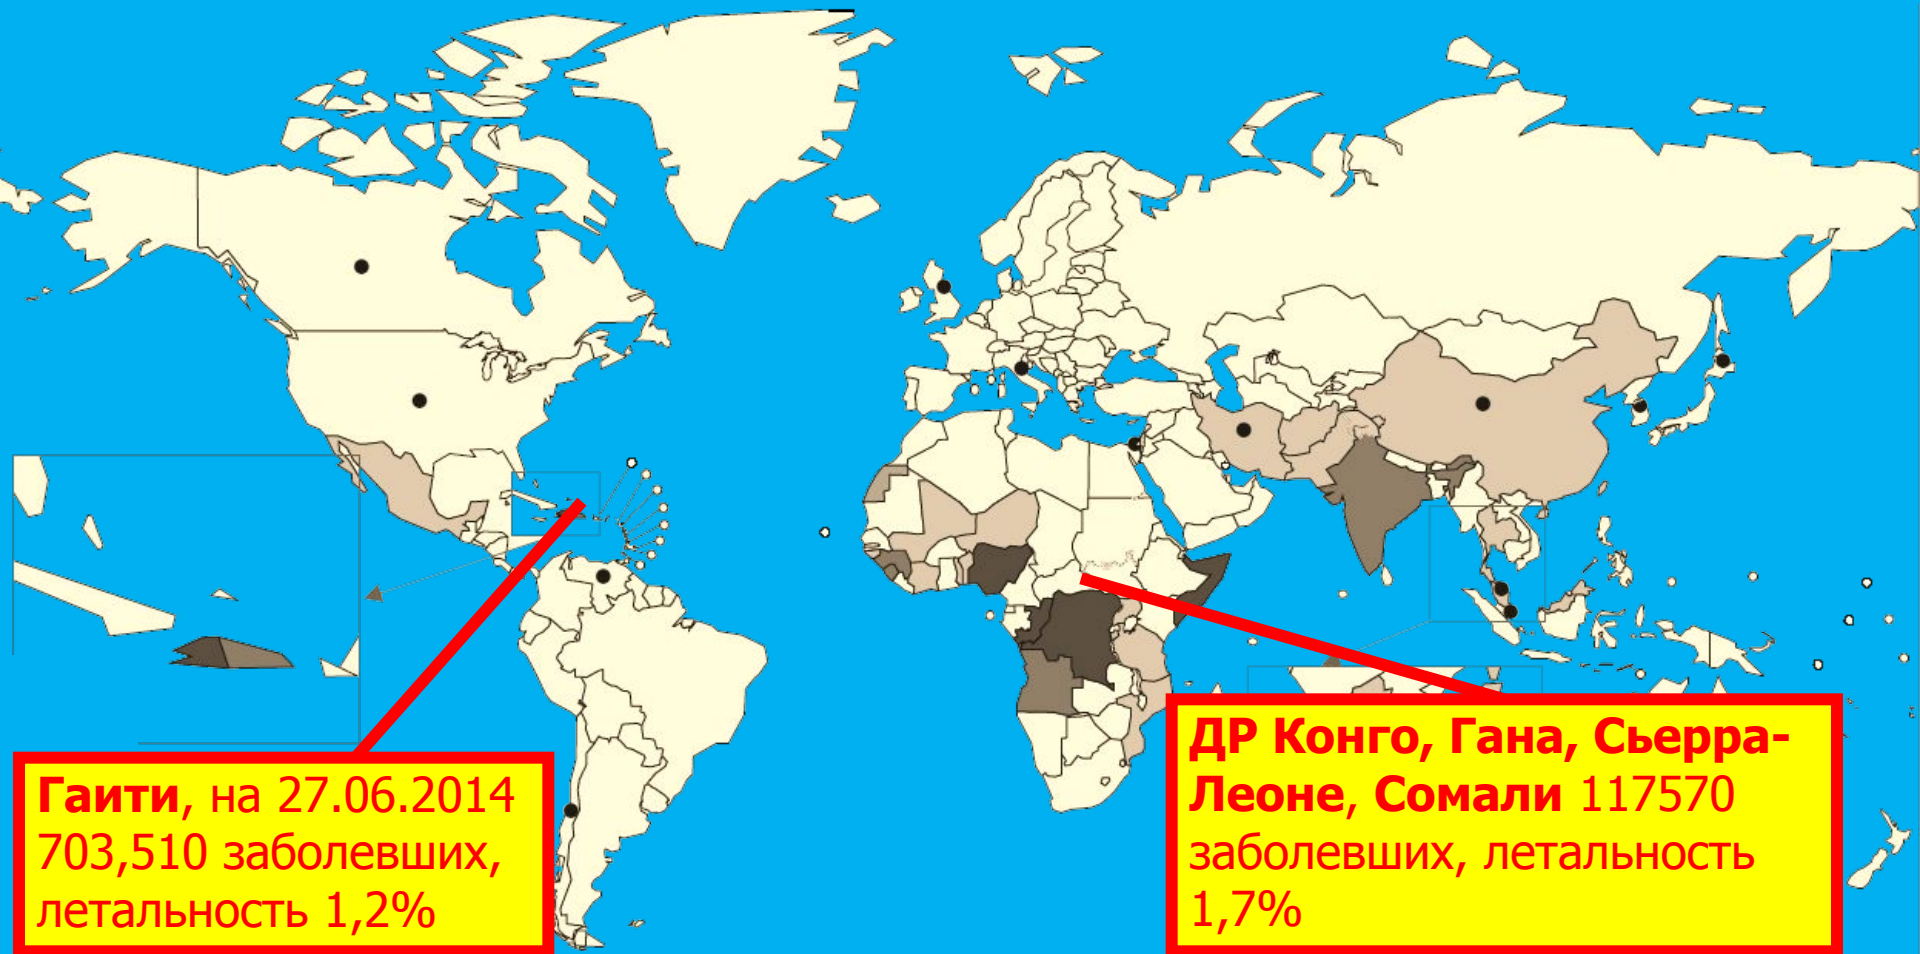 Гаити, на 27.06.2014
703,510 заболевших,
летальность 1,2%
ДР Конго, Гана, Сьерра-
Леоне, Сомали 117570
заболевших, летальность
1,7%